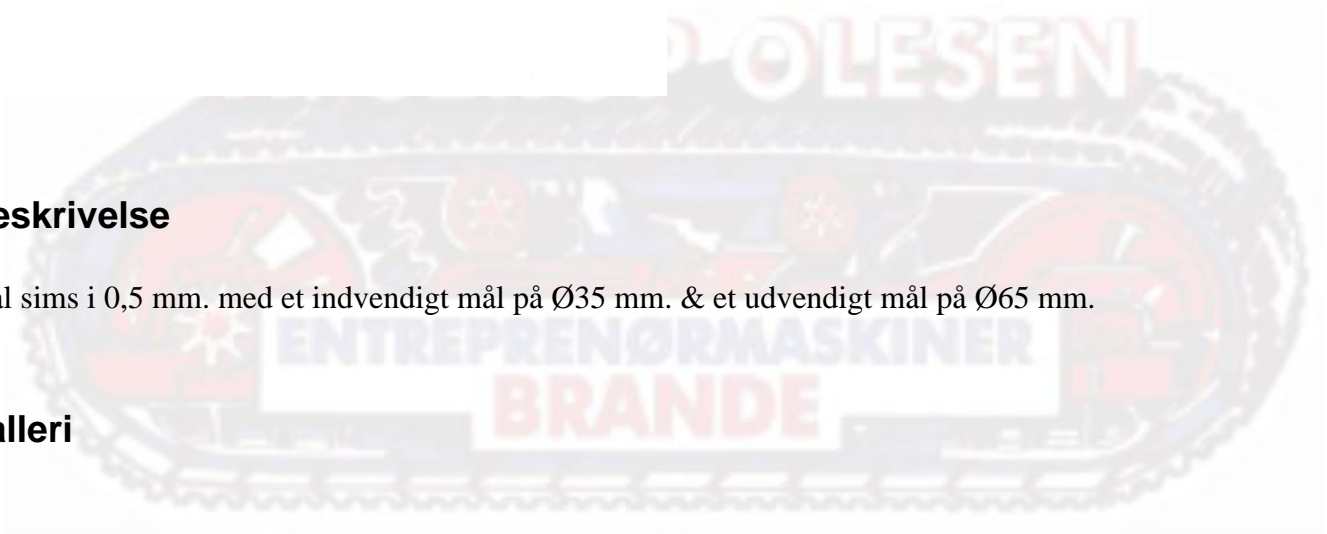 P OLESEN
eskrivelse
al sims i 0,5 mm. med et indvendigt mål på Ø35 mm. & et udvendigt mål på Ø65 mm.
ENTREPRENØRMASKINER
BRANDE
alleri